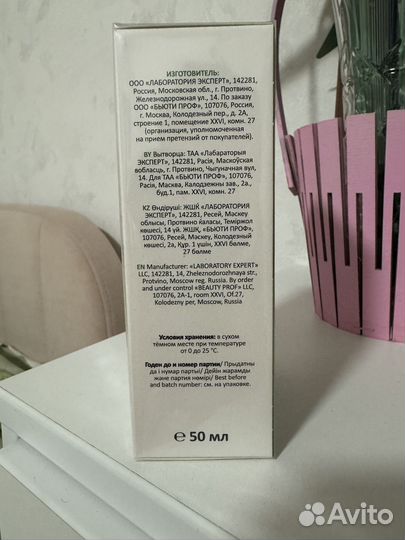 ИЗГОТОВИТЕЛЬ:
ООО «ЛАБОРАТОРИЯ ЭКСПЕРТ», 142281,
Россия, Московская обл., г. Протвино,
Железнодорожная ул., 14. По заказу
ООО «БЬЮТИ ПРОФ», 107076, Россия,
г. Москва, Колодезный пер., д. 2А,
строение 1, помещение XXVI, комн. 27
(организация, уполномоченная
на прием претензий от покупателей).
BY Вытворца: ТАА «Лабараторыя
ЭКСПЕРТ», 142281, Расія, Маскоўская
вобласць, г. Протвино, Чыгуначная вул,
14. Для ТАА «БЬЮТИ ПРОФ», 107076,
Расія, Масква, Калодзежны зав., 2а.,
буд.1, пам. XXVI, комн. 27
KZ Өндіруші: ЖШҚ «ЛАБОРАТОРИЯ
ЭКСПЕРТ», 142281, Ресей, Мәскеу
облысы, Протвино қаласы, Теміржол
көшесі, 14 үй. ЖШҚ, «БЬЮТИ ПРОФ»,
107076, Ресей, Мәскеу, Колодезный
көшесі, 2а, Құр. 1 үшін, XXVI бөлме,
27 бөлме
EN Manufacturer: «LABORATORY EXPERT»
LLC, 142281, 14, Zheleznodorozhnaya str.,
Protvino, Moscow reg. Russia. By order
and under control «BEAUTY PROF» LLC,
107076, 2A-1, room XXVI, Of.27,
Kolodezny per, Moscow, Russia
Условия хранения: в сухом
тёмном месте при температуре
от 0 до 25 °C.
Годен до и номер партии/ Прыдатны
да і нумар партыі/ Дейін жарамды
және партия нөмірі/ Best before
and batch number: см. на упаковке.
℮ 50 мл
Avito